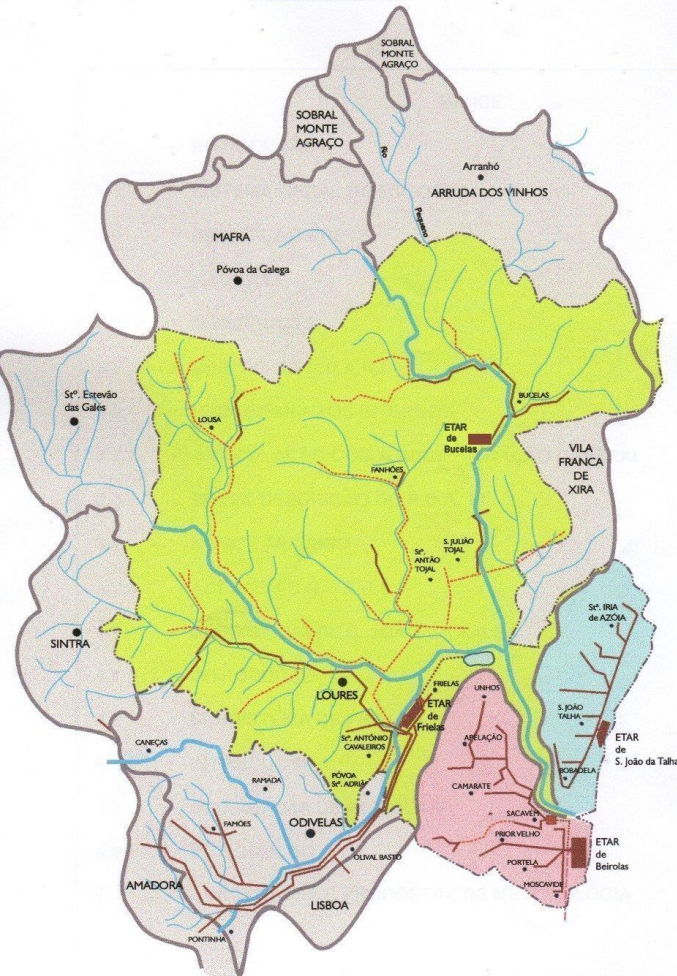 SOBRAL
MONTE
AGRAÇO
SOBRAL
MONTE
AGRAÇO
Rio
Pequeno
Arranhó
ARRUDA DOS VINHOS
MAFRA
Póvoa da Galega
Stº. Estevão
das Galés
LOUSA
BUCELAS
ETAR
de
Bucelas
FANHÕES
VILA
FRANCA
DE
XIRA
S. JULIÃO
TOJAL
Stº.
ANTÃO
TOJAL
Stª. IRIA
de AZÓIA
SINTRA
LOURES
FRIELAS
UNHOS
ETAR
de
Frielas
S. JOÃO
TALHA
ETAR
de
S. João da Talha
Stº. ANTÓNIO
CAVALEIROS
APELAÇÃO
CANEÇAS
BOBADELA
RAMADA
PÓVOA
Stº. ADRIÃ
CAMARATE
FAMÕES
ODIVELAS
SACAVÉM
PRIOR VELHO
ETAR
de
Beirolas
OLIVAL BASTO
PORTELA
AMADORA
LISBOA
MOSCAVIDE
PONTINHA